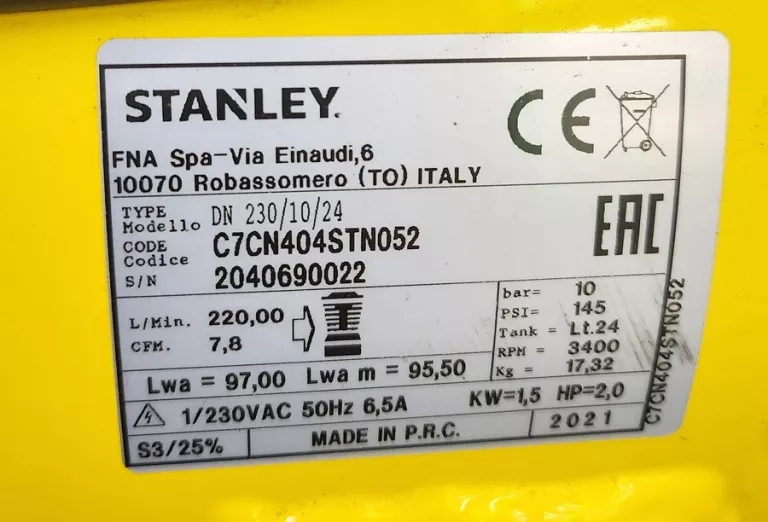 STANLEY.
CE
FNA Spa-Via Einaudi,6
10070 Robassomero (TO) ITALY
TYPE
Modello DN 230/10/24
CODE
Codice C7CN404STN052
S/N 2040690022
EAC
L/Min. 220,00
CFM. 7,8
bar= 10
PSI= 145
Tank = Lt.24
RPM = 3400
Kg = 17,32
Lwa = 97,00 Lwa m = 95,50
1/230VAC 50Hz 6,5A KW=1,5 HP=2,0
S3/25% MADE IN P.R.C. 2021
C7CN404STN052